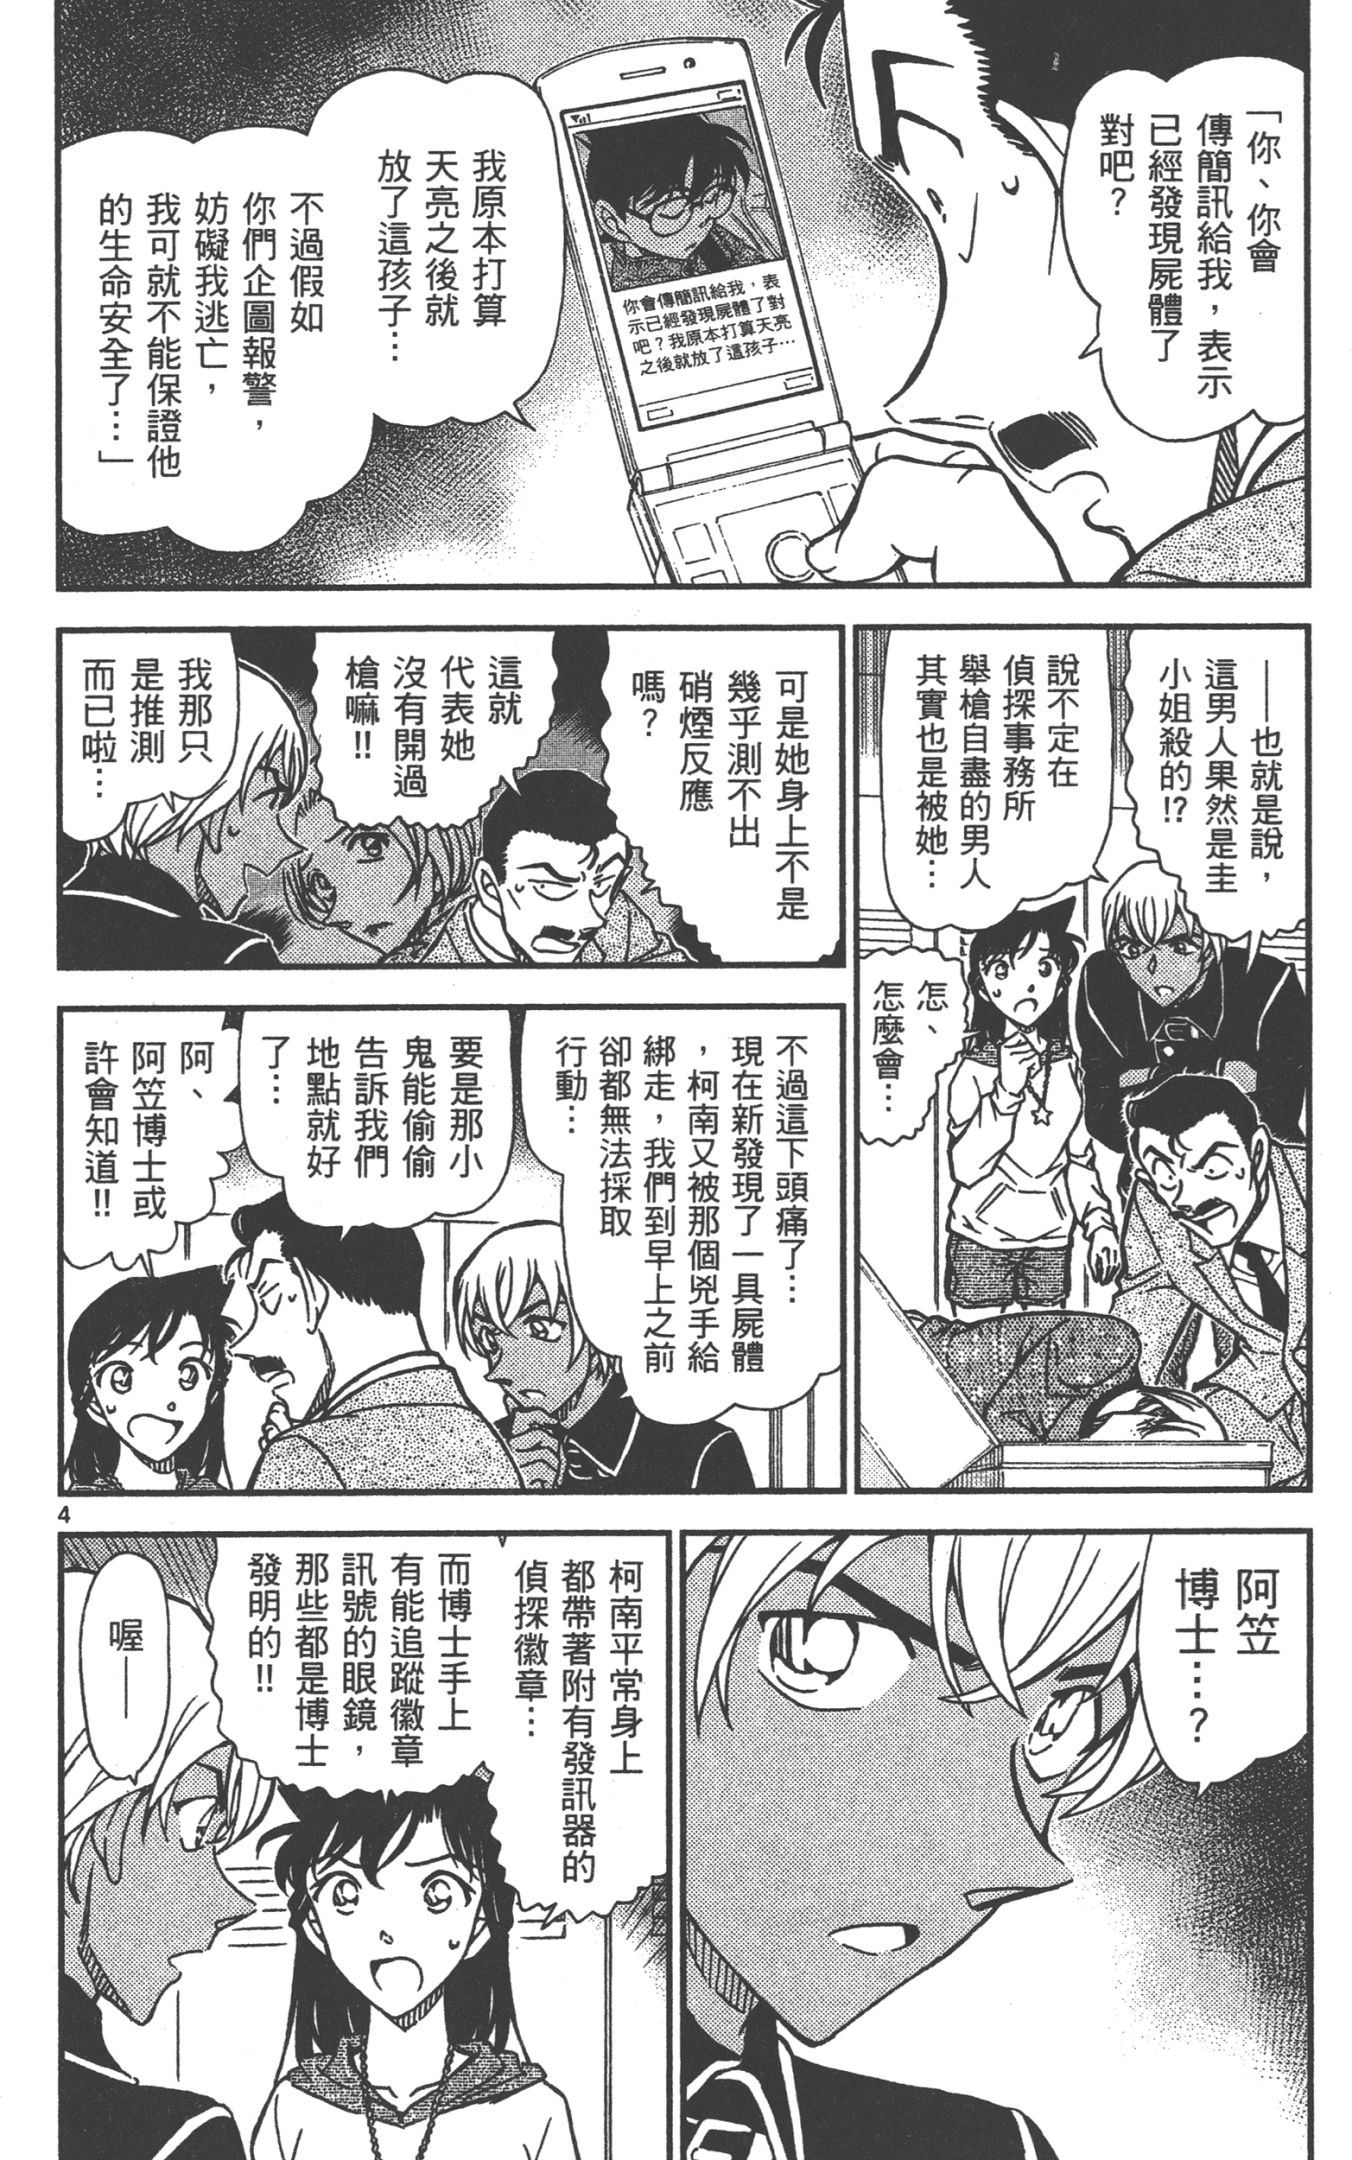 「你、你會
傳簡訊給我，表示
已經發現屍體了
對吧？
你會傳簡訊給我，表
示已經發現屍體了對
吧？我原本打算天亮
之後就放了這孩子…
我原本打算
天亮之後就
放了這孩子…
不過假如
你們企圖報警，
妨礙我逃亡，
我可就不能保證他
的生命安全了…」
——也就是說，
這男人果然是圭
小姐殺的!?
說不定在
偵探事務所
舉槍自盡的男人
其實也是被她…
怎、
怎麼會…
可是她身上不是
幾乎測不出
硝煙反應
嗎？
這就
代表她
沒有開過
槍嘛!!
我那只
是推測
而已啦…
不過這下頭痛了…
現在新發現了一具屍體
，柯南又被那個兇手給
綁走，我們到早上之前
卻都無法採取
行動…
要是那小
鬼能偷偷
告訴我們
地點就好
了…
阿、
阿笠博士或
許會知道!!
4
阿笠
博士…？
柯南平常身上
都帶著附有發訊器的
偵探徽章…
而博士手上
有能追蹤徽章
訊號的眼鏡，
那些都是博士
發明的!!
喔——